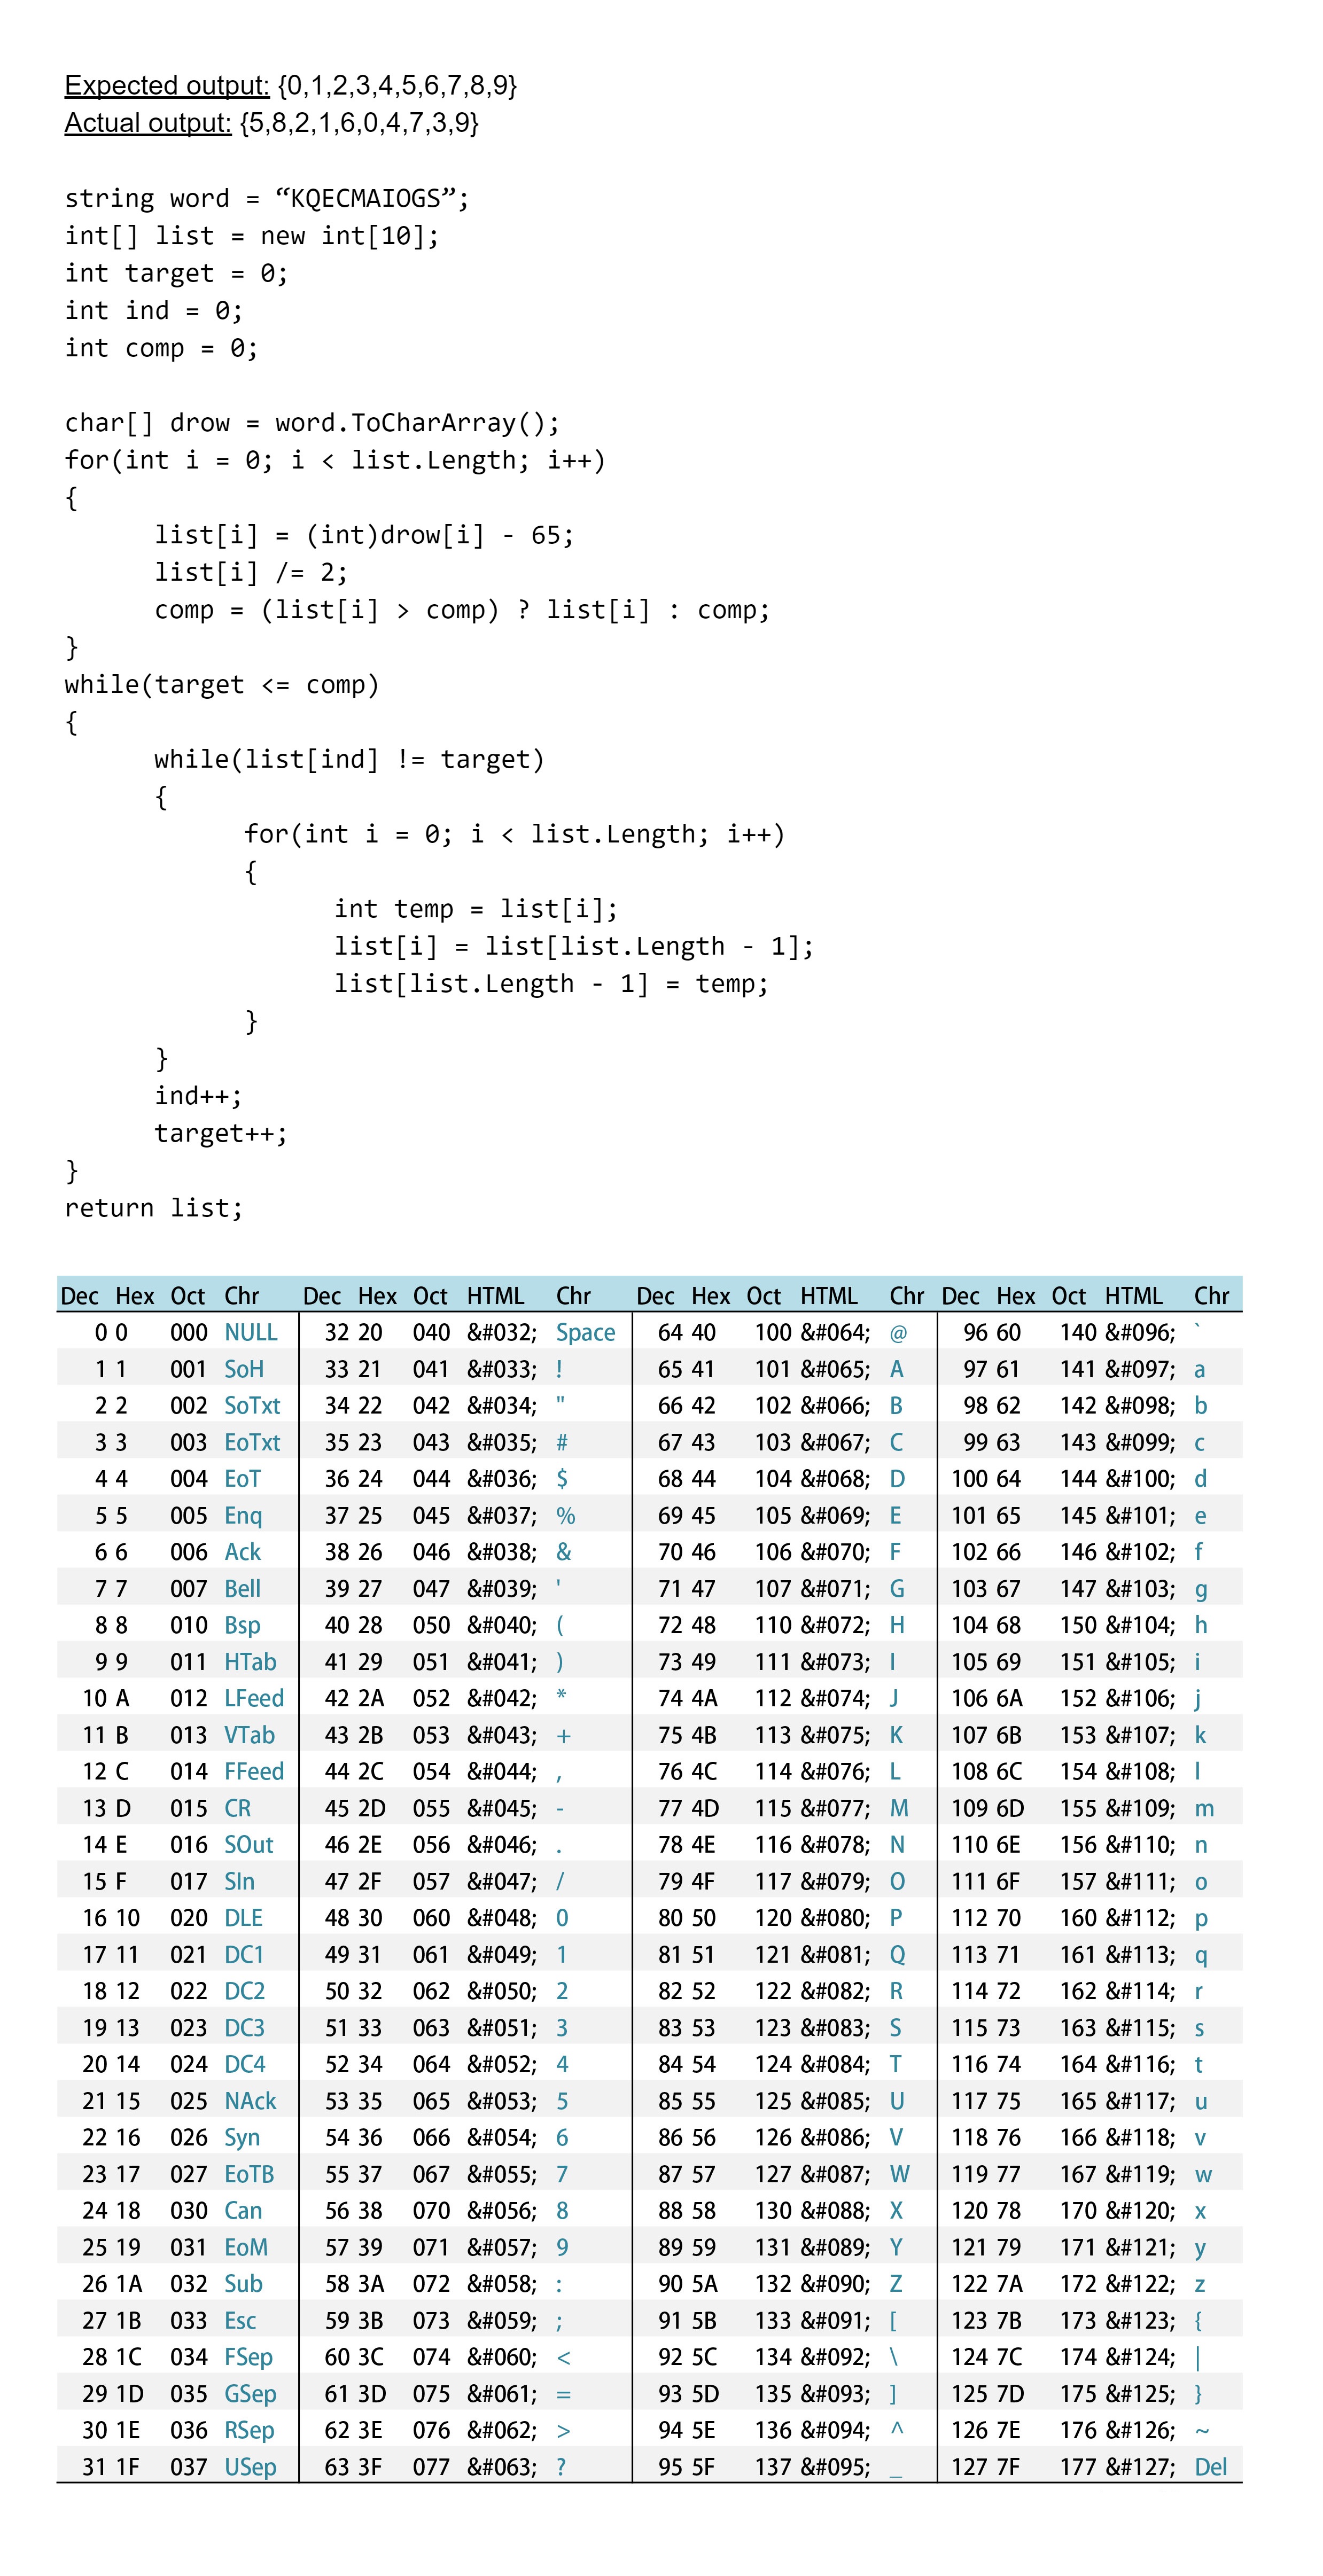 Expected output: {0,1,2,3,4,5,6,7,8,9}
Actual output: {5,8,2,1,6,0,4,7,3,9}
string word = “KQECMAIOGS”;
int[] list = new int[10];
int target = 0;
int ind = 0;
int comp = 0;
char[] drow = word.ToCharArray();
for(int i = 0; i < list.Length; i++)
{
list[i] = (int)drow[i] - 65;
list[i] /= 2;
comp = (list[i] > comp) ? list[i] : comp;
}
while(target <= comp)
{
while(list[ind] != target)
{
for(int i = 0; i < list.Length; i++)
{
int temp = list[i];
list[i] = list[list.Length - 1];
list[list.Length - 1] = temp;
}
}
ind++;
target++;
}
return list;
Dec Hex Oct Chr Dec Hex Oct HTML Chr Dec Hex Oct HTML Chr Dec Hex Oct HTML Chr
0 0 000 NULL 32 20 040 &#032; Space 64 40 100 &#064; @ 96 60 140 &#096; `
1 1 001 SoH 33 21 041 &#033; ! 65 41 101 &#065; A 97 61 141 &#097; a
2 2 002 SoTxt 34 22 042 &#034; " 66 42 102 &#066; B 98 62 142 &#098; b
3 3 003 EoTxt 35 23 043 &#035; # 67 43 103 &#067; C 99 63 143 &#099; c
4 4 004 EoT 36 24 044 &#036; $ 68 44 104 &#068; D 100 64 144 &#100; d
5 5 005 Enq 37 25 045 &#037; % 69 45 105 &#069; E 101 65 145 &#101; e
6 6 006 Ack 38 26 046 &#038; & 70 46 106 &#070; F 102 66 146 &#102; f
7 7 007 Bell 39 27 047 &#039; ' 71 47 107 &#071; G 103 67 147 &#103; g
8 8 010 Bsp 40 28 050 &#040; ( 72 48 110 &#072; H 104 68 150 &#104; h
9 9 011 HTab 41 29 051 &#041; ) 73 49 111 &#073; I 105 69 151 &#105; i
10 A 012 LFeed 42 2A 052 &#042; * 74 4A 112 &#074; J 106 6A 152 &#106; j
11 B 013 VTab 43 2B 053 &#043; + 75 4B 113 &#075; K 107 6B 153 &#107; k
12 C 014 FFeed 44 2C 054 &#044; , 76 4C 114 &#076; L 108 6C 154 &#108; l
13 D 015 CR 45 2D 055 &#045; - 77 4D 115 &#077; M 109 6D 155 &#109; m
14 E 016 SOut 46 2E 056 &#046; . 78 4E 116 &#078; N 110 6E 156 &#110; n
15 F 017 SIn 47 2F 057 &#047; / 79 4F 117 &#079; O 111 6F 157 &#111; o
16 10 020 DLE 48 30 060 &#048; 0 80 50 120 &#080; P 112 70 160 &#112; p
17 11 021 DC1 49 31 061 &#049; 1 81 51 121 &#081; Q 113 71 161 &#113; q
18 12 022 DC2 50 32 062 &#050; 2 82 52 122 &#082; R 114 72 162 &#114; r
19 13 023 DC3 51 33 063 &#051; 3 83 53 123 &#083; S 115 73 163 &#115; s
20 14 024 DC4 52 34 064 &#052; 4 84 54 124 &#084; T 116 74 164 &#116; t
21 15 025 NAck 53 35 065 &#053; 5 85 55 125 &#085; U 117 75 165 &#117; u
22 16 026 Syn 54 36 066 &#054; 6 86 56 126 &#086; V 118 76 166 &#118; v
23 17 027 EoTB 55 37 067 &#055; 7 87 57 127 &#087; W 119 77 167 &#119; w
24 18 030 Can 56 38 070 &#056; 8 88 58 130 &#088; X 120 78 170 &#120; x
25 19 031 EoM 57 39 071 &#057; 9 89 59 131 &#089; Y 121 79 171 &#121; y
26 1A 032 Sub 58 3A 072 &#058; : 90 5A 132 &#090; Z 122 7A 172 &#122; z
27 1B 033 Esc 59 3B 073 &#059; ; 91 5B 133 &#091; [ 123 7B 173 &#123; {
28 1C 034 FSep 60 3C 074 &#060; < 92 5C 134 &#092; \ 124 7C 174 &#124; |
29 1D 035 GSep 61 3D 075 &#061; = 93 5D 135 &#093; ] 125 7D 175 &#125; }
30 1E 036 RSep 62 3E 076 &#062; > 94 5E 136 &#094; ^ 126 7E 176 &#126; ~
31 1F 037 USep 63 3F 077 &#063; ? 95 5F 137 &#095; _ 127 7F 177 &#127; Del